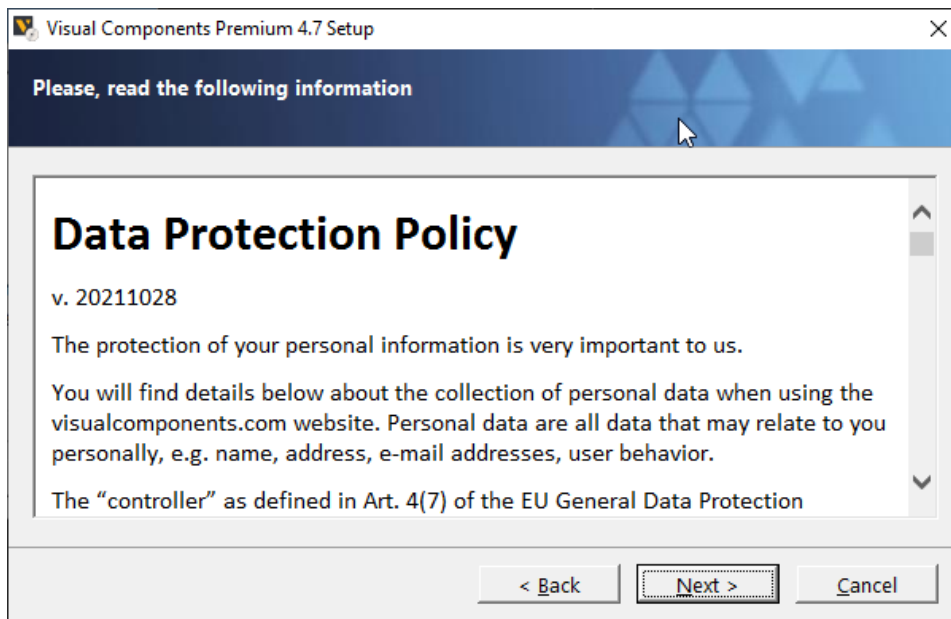 Visual Components Premium 4.7 Setup
Please, read the following information
Data Protection Policy
v. 20211028
The protection of your personal information is very important to us.
You will find details below about the collection of personal data when using the
visualcomponents.com website. Personal data are all data that may relate to you
personally, e.g. name, address, e-mail addresses, user behavior.
The “controller” as defined in Art. 4(7) of the EU General Data Protection
< Back
Next >
Cancel